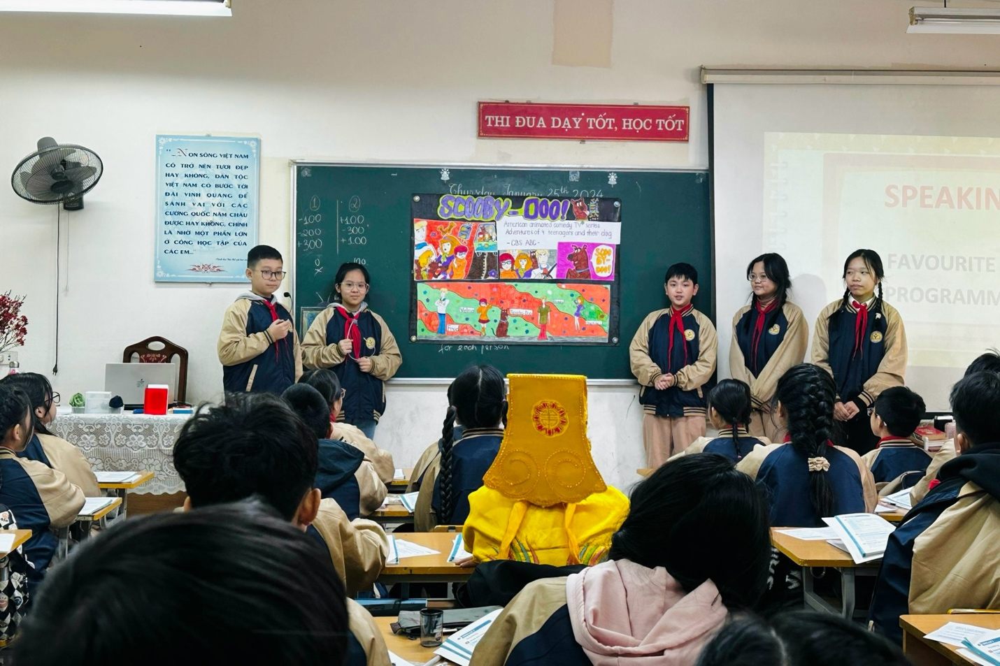 THI ĐUA DẠY TỐT, HỌC TỐT
“...NON SÔNG VIỆT NAM
CÓ TRỞ NÊN TƯƠI ĐẸP
HAY KHÔNG, DÂN TỘC
VIỆT NAM CÓ BƯỚC TỚI
ĐÀI VINH QUANG ĐỂ
SÁNH VAI VỚI CÁC
CƯỜNG QUỐC NĂM CHÂU
ĐƯỢC HAY KHÔNG, CHÍNH
LÀ NHỜ MỘT PHẦN LỚN
Ở CÔNG HỌC TẬP CỦA
CÁC EM...”
Thursday January 25th 2024
1 2
-100 +100
-200 -300
+300 +100
SCOOBY-DOO!
American animated comedy TV series
Adventures of 4 teenagers and their dog
- CBS ABC -
SCOO
BY-
DOO!
Velma
Scooby-Doo
for each person
SPEAKIN
FAVOURITE
PROGRAMM